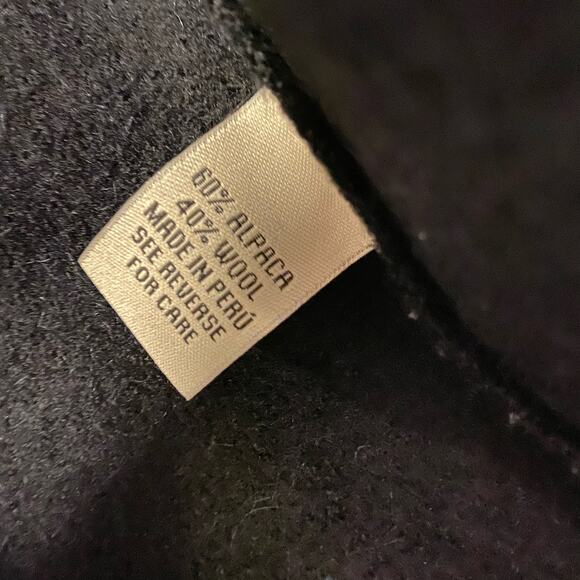 60% ALPACA
40% WOOL
MADE IN PERÚ
SEE REVERSE
FOR CARE